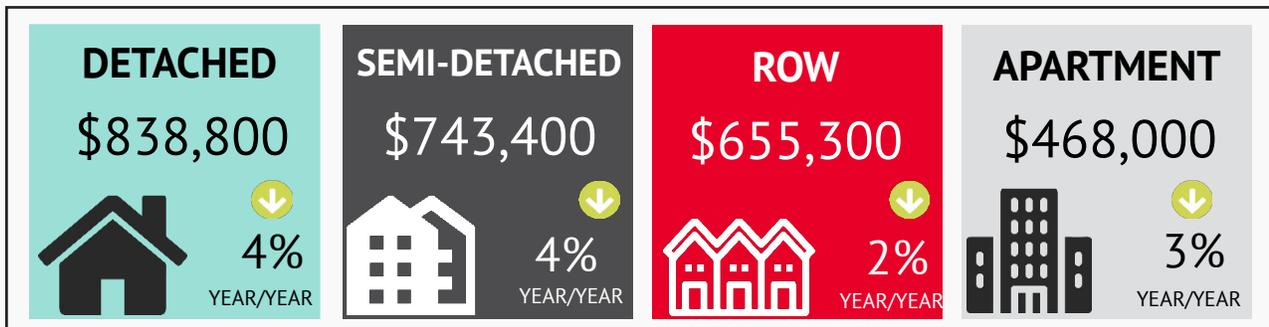 DETACHED
$838,800
4%
YEAR/YEAR
SEMI-DETACHED
$743,400
4%
YEAR/YEAR
ROW
$655,300
2%
YEAR/YEAR
APARTMENT
$468,000
3%
YEAR/YEAR